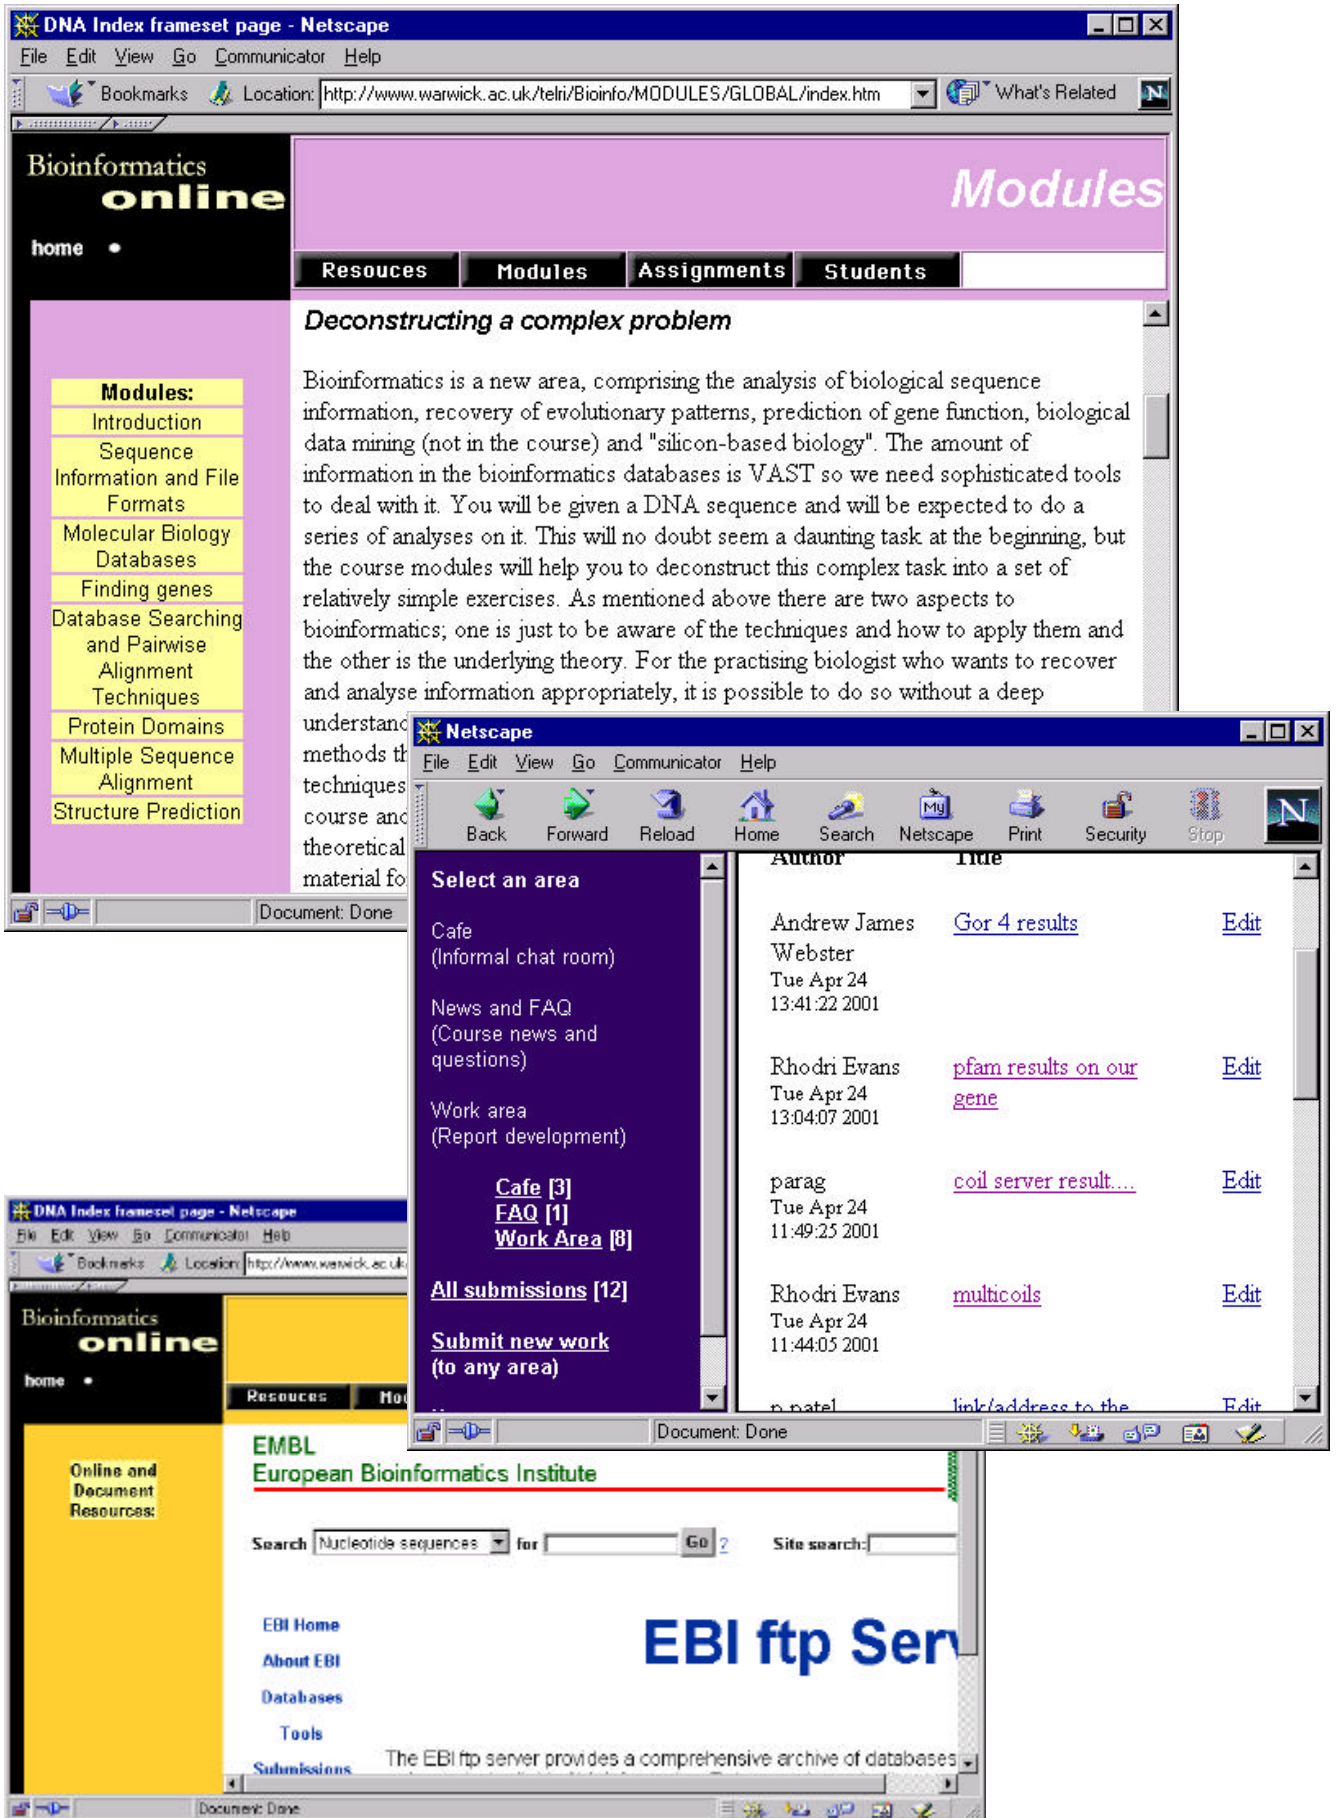 DNA Index frameset page - Netscape
File Edit View Go Communicator Help
Bookmarks Location: http://www.warwick.ac.uk/telri/Bioinfo/MODULES/GLOBAL/index.htm What's Related N
Bioinformatics
online
home
Modules
Resouces Modules Assignments Students
Modules:
Introduction
Sequence
Information and File
Formats
Molecular Biology
Databases
Finding genes
Database Searching
and Pairwise
Alignment
Techniques
Protein Domains
Multiple Sequence
Alignment
Structure Prediction
Deconstructing a complex problem
Bioinformatics is a new area, comprising the analysis of biological sequence
information, recovery of evolutionary patterns, prediction of gene function, biological
data mining (not in the course) and "silicon-based biology". The amount of
information in the bioinformatics databases is VAST so we need sophisticated tools
to deal with it. You will be given a DNA sequence and will be expected to do a
series of analyses on it. This will no doubt seem a daunting task at the beginning, but
the course modules will help you to deconstruct this complex task into a set of
relatively simple exercises. As mentioned above there are two aspects to
bioinformatics; one is just to be aware of the techniques and how to apply them and
the other is the underlying theory. For the practising biologist who wants to recover
and analyse information appropriately, it is possible to do so without a deep
understand
methods th
techniques
course and
theoretical
material fo
Document: Done
Netscape
File Edit View Go Communicator Help
Back Forward Reload Home Search Netscape Print Security Stop
My
N
Select an area
Cafe
(Informal chat room)
News and FAQ
(Course news and
questions)
Work area
(Report development)
Cafe [3]
FAQ [1]
Work Area [8]
All submissions [12]
Submit new work
(to any area)
Author Title
Andrew James Gor 4 results Edit
Webster
Tue Apr 24
13:41:22 2001
Rhodri Evans pfam results on our Edit
Tue Apr 24 gene
13:04:07 2001
parag coil server result.... Edit
Tue Apr 24
11:49:25 2001
Rhodri Evans multicoils Edit
Tue Apr 24
11:44:05 2001
p patel link/address to the Edit
Document: Done
DNA Index frameset page - Netscape
File Edit View Go Communicator Help
Bookmarks Location: http://www.warwick.ac.uk
Bioinformatics
online
home
Resouces Mo
Online and
Document
Resources:
EMBL
European Bioinformatics Institute
Search Nucleotide sequences for Go ? Site search:
EBI Home
About EBI
Databases
Tools
Submissions
EBI ftp Serv
The EBI ftp server provides a comprehensive archive of databases
Document: Done